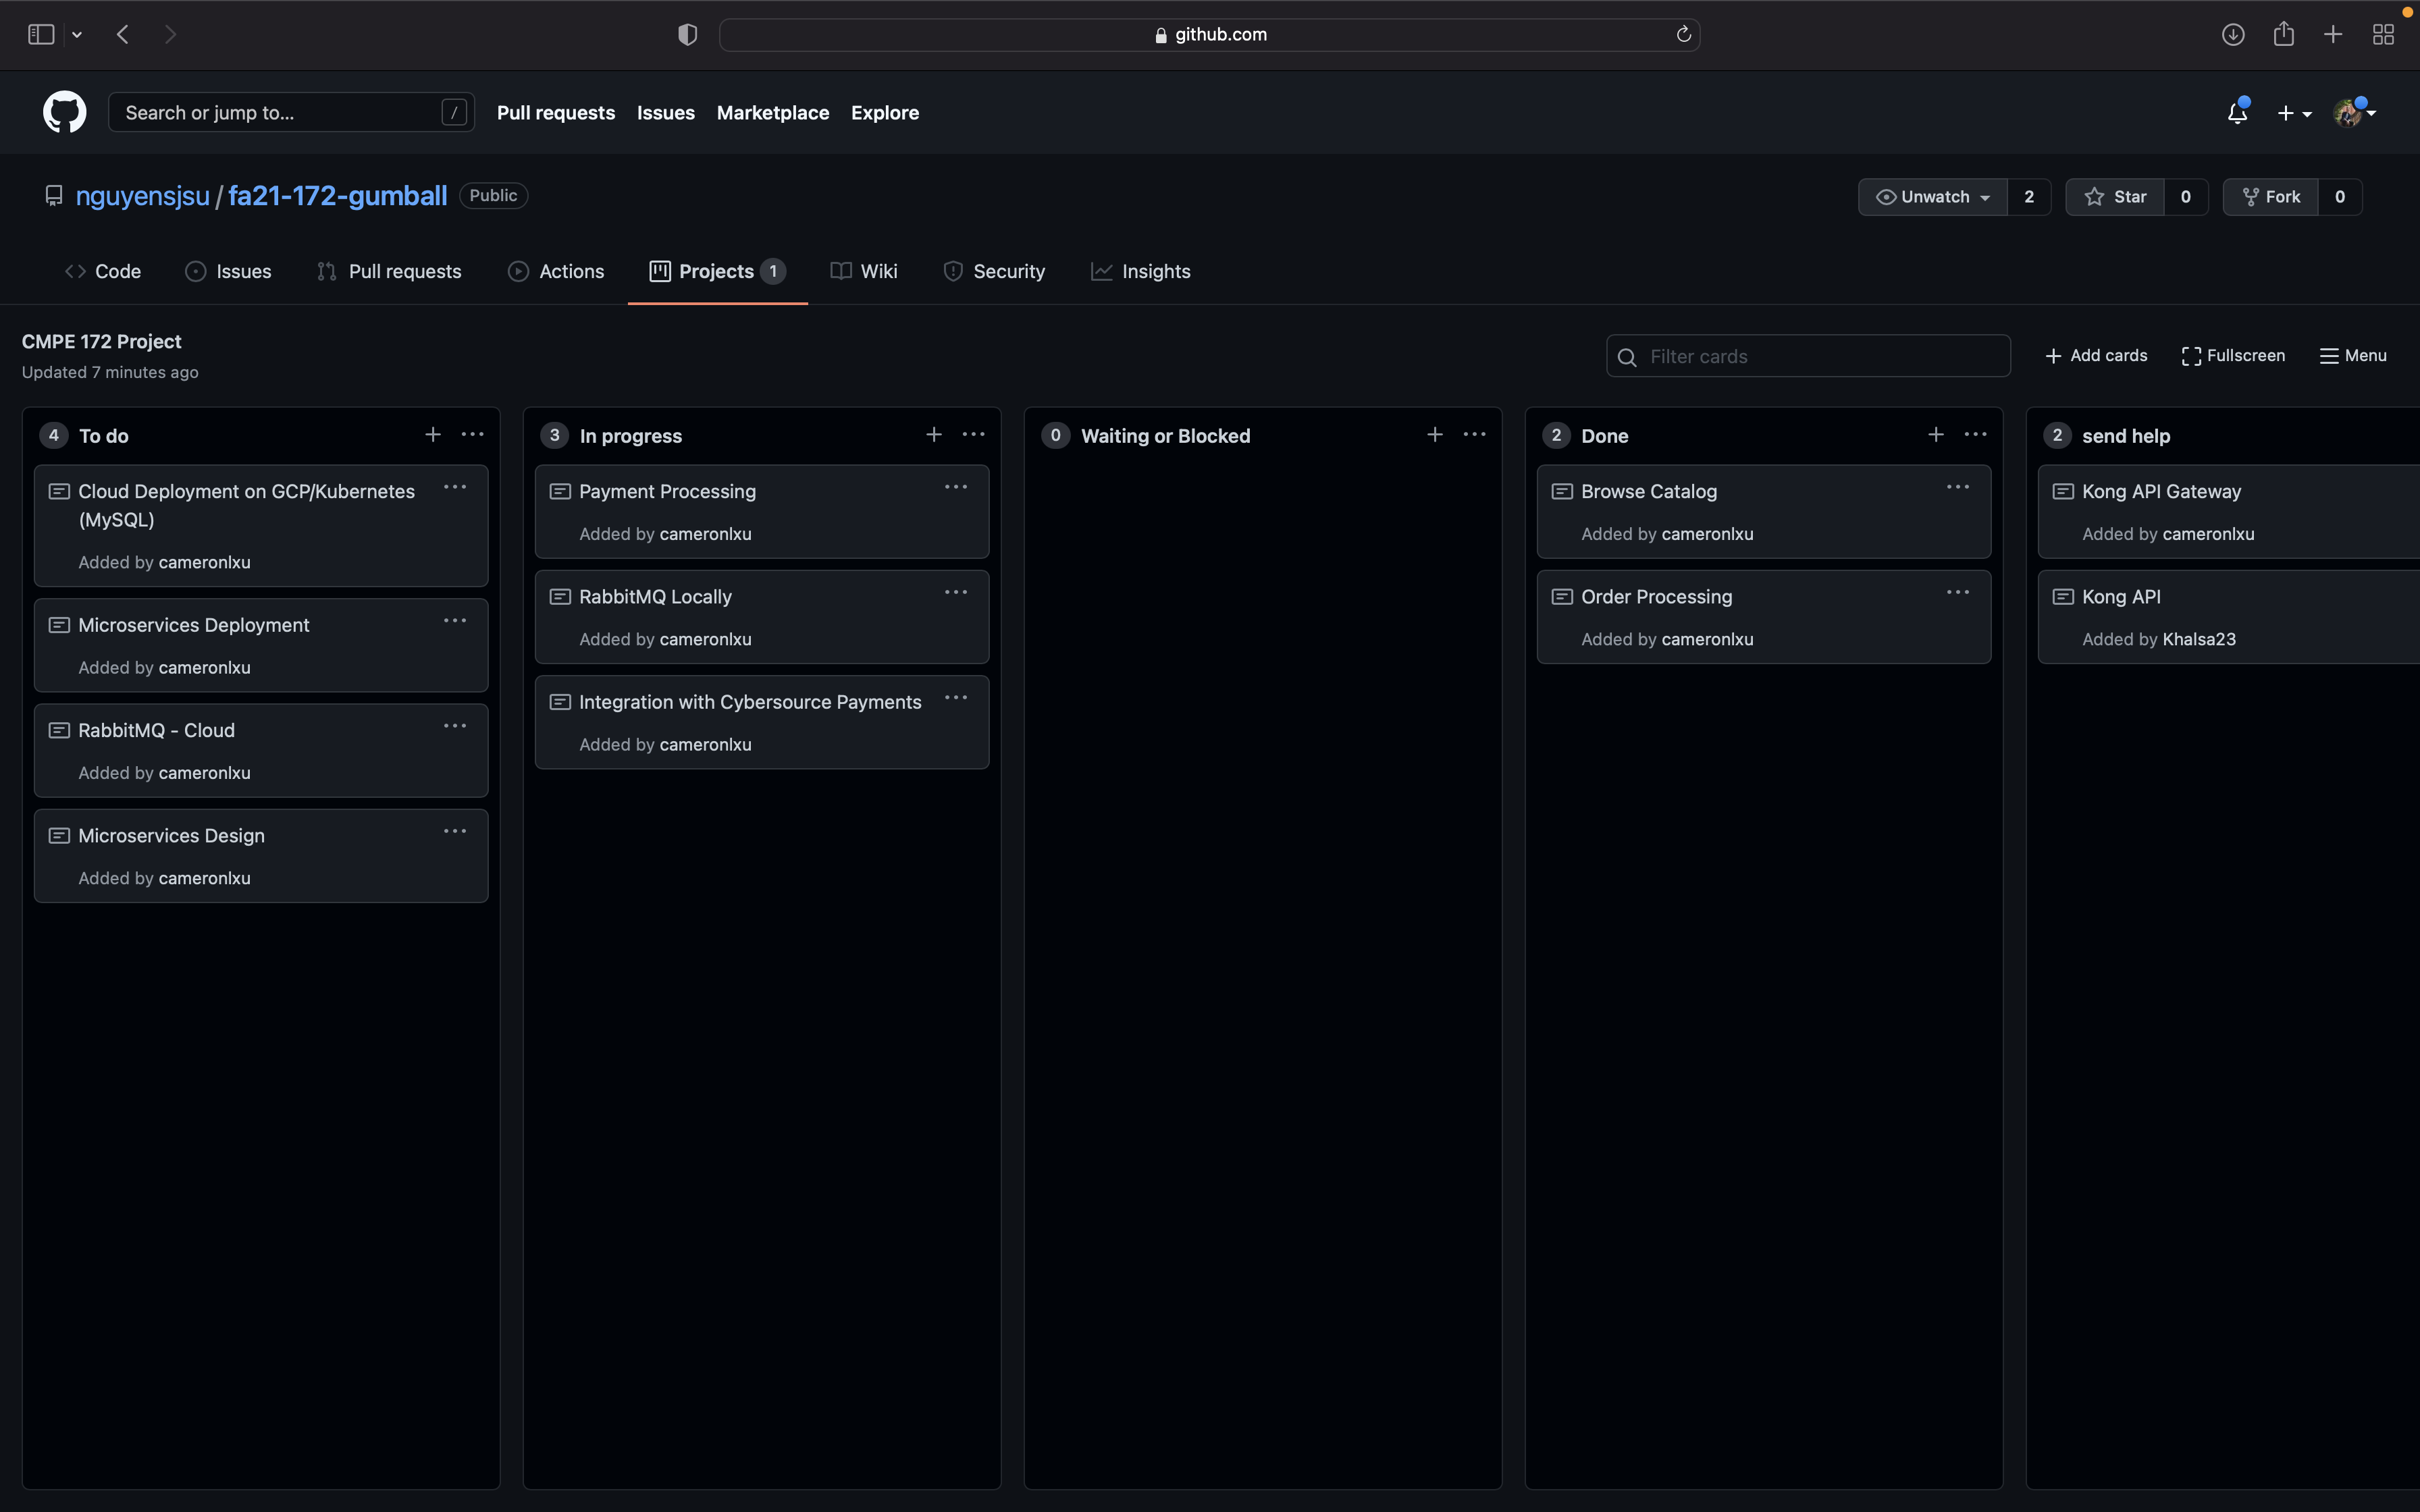 github.com
Search or jump to... /
Pull requests Issues Marketplace Explore
nguyensjsu / fa21-172-gumball Public
Unwatch 2 Star 0 Fork 0
Code Issues Pull requests Actions Projects 1 Wiki Security Insights
CMPE 172 Project
Updated 7 minutes ago
Filter cards
Add cards Fullscreen Menu
4 To do
Cloud Deployment on GCP/Kubernetes
(MySQL)
Added by cameronlxu
Microservices Deployment
Added by cameronlxu
RabbitMQ - Cloud
Added by cameronlxu
Microservices Design
Added by cameronlxu
3 In progress
Payment Processing
Added by cameronlxu
RabbitMQ Locally
Added by cameronlxu
Integration with Cybersource Payments
Added by cameronlxu
0 Waiting or Blocked
2 Done
Browse Catalog
Added by cameronlxu
Order Processing
Added by cameronlxu
2 send help
Kong API Gateway
Added by cameronlxu
Kong API
Added by Khalsa23